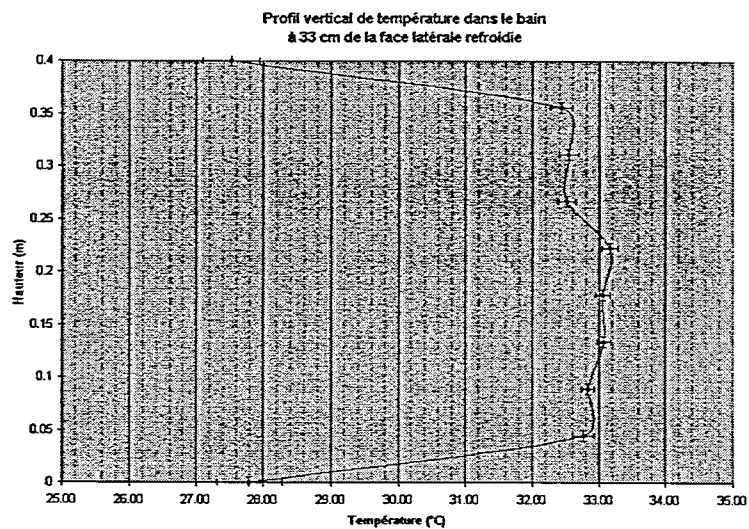 Profil vertical de température dans le bain
à 33 cm de la face latérale refroidie
0.4
0.35
0.3
0.25
0.2
0.15
0.1
0.05
0
Hauteur (m)
25.00 26.00 27.00 28.00 29.00 30.00 31.00 32.00 33.00 34.00 35.00
Température (°C)